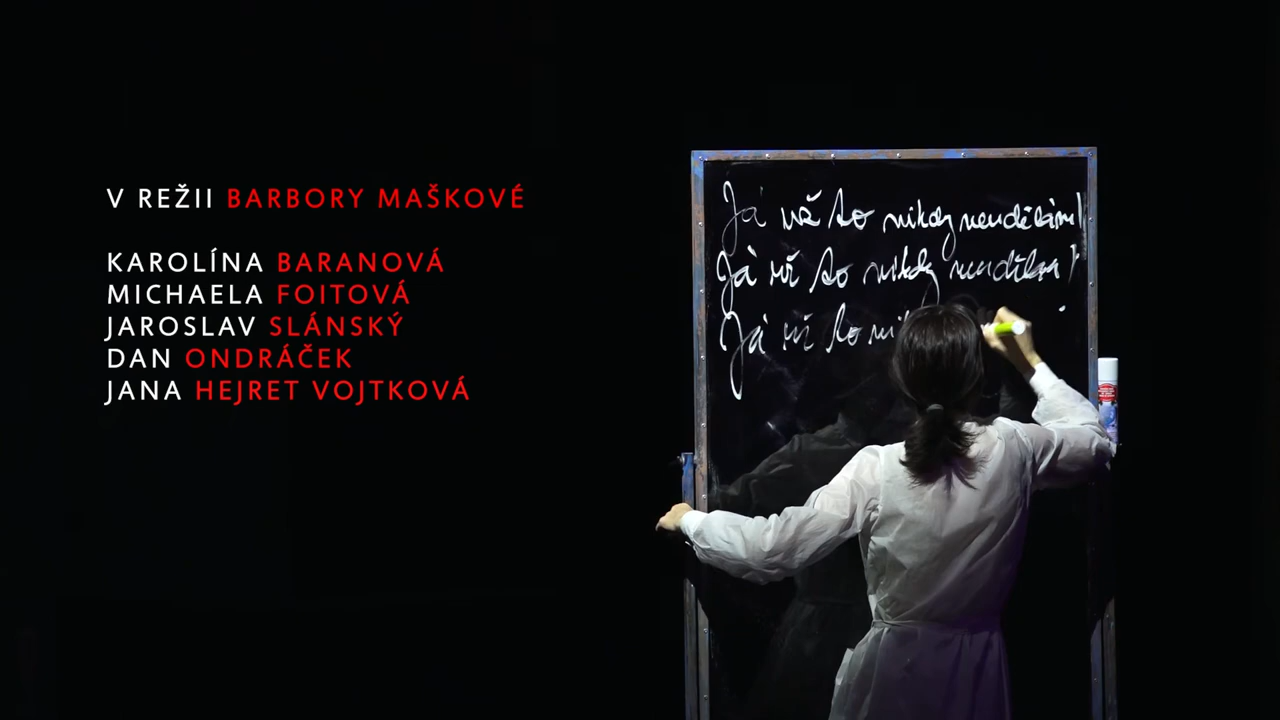 V REŽII BARBORY MAŠKOVÉ
KAROLÍNA BARANOVÁ
MICHAELA FOITOVÁ
JAROSLAV SLÁNSKÝ
DAN ONDRÁČEK
JANA HEJRET VOJTKOVÁ
Já už to nikdy neudělám!
Já už to nikdy neudělám!
Já už to